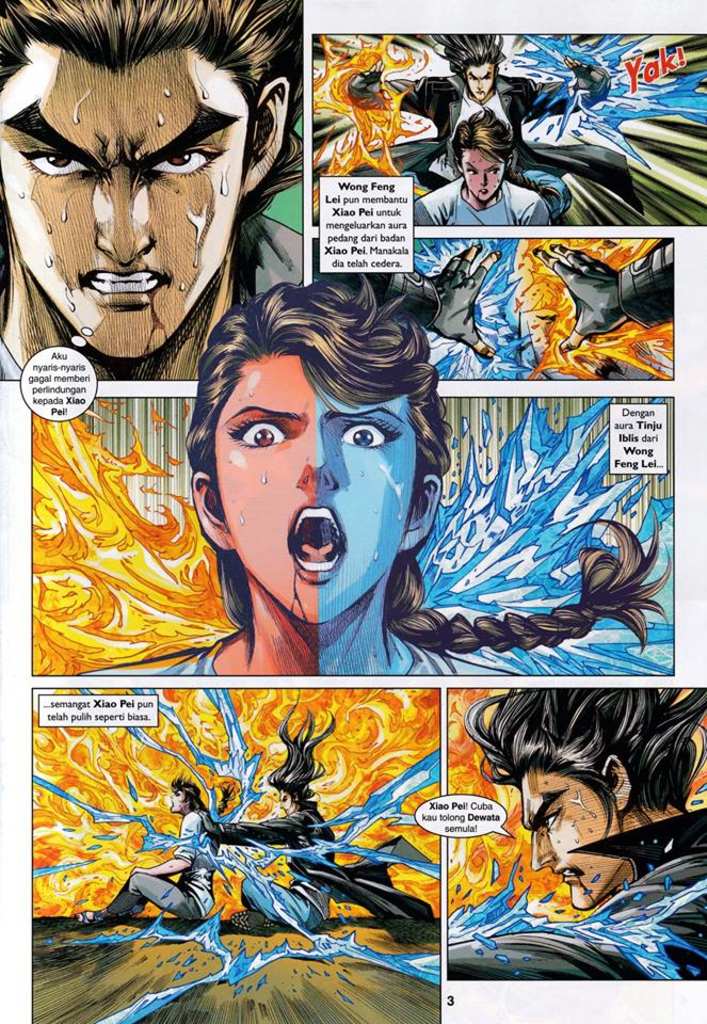 Yak!
Wong Feng
Lei pun membantu
Xiao Pei untuk
mengeluarkan aura
pedang dari badan
Xiao Pei. Manakala
dia telah cedera.
Aku
nyaris-nyaris
gagal memberi
perlindungan
kepada Xiao
Pei!
Dengan
aura Tinju
Iblis dari
Wong
Feng Lei...
...semangat Xiao Pei pun
telah pulih seperti biasa.
Xiao Pei! Cuba
kau tolong Dewata
semula!
3